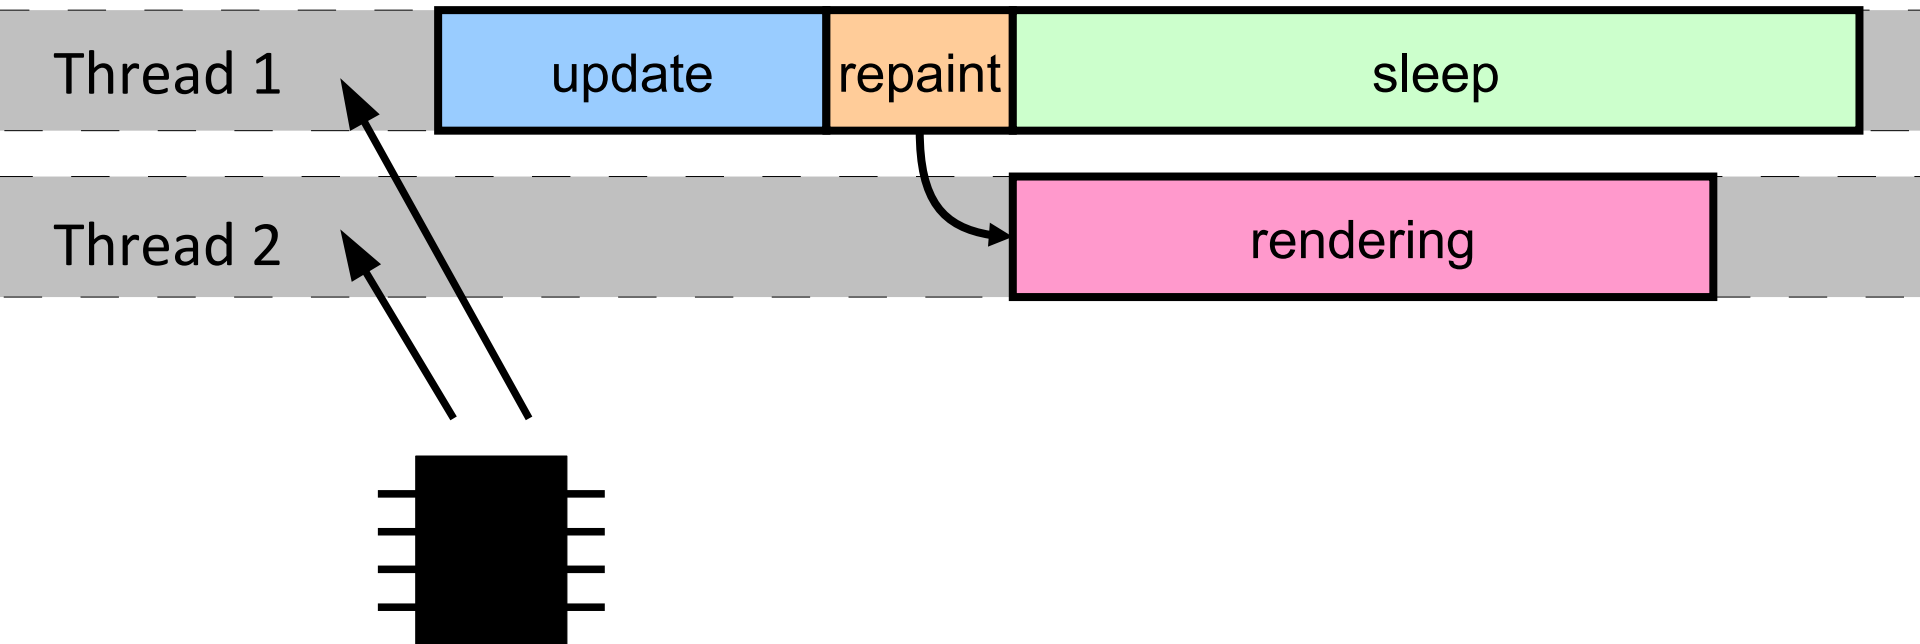 Thread 1
update
repaint
sleep
Thread 2
rendering